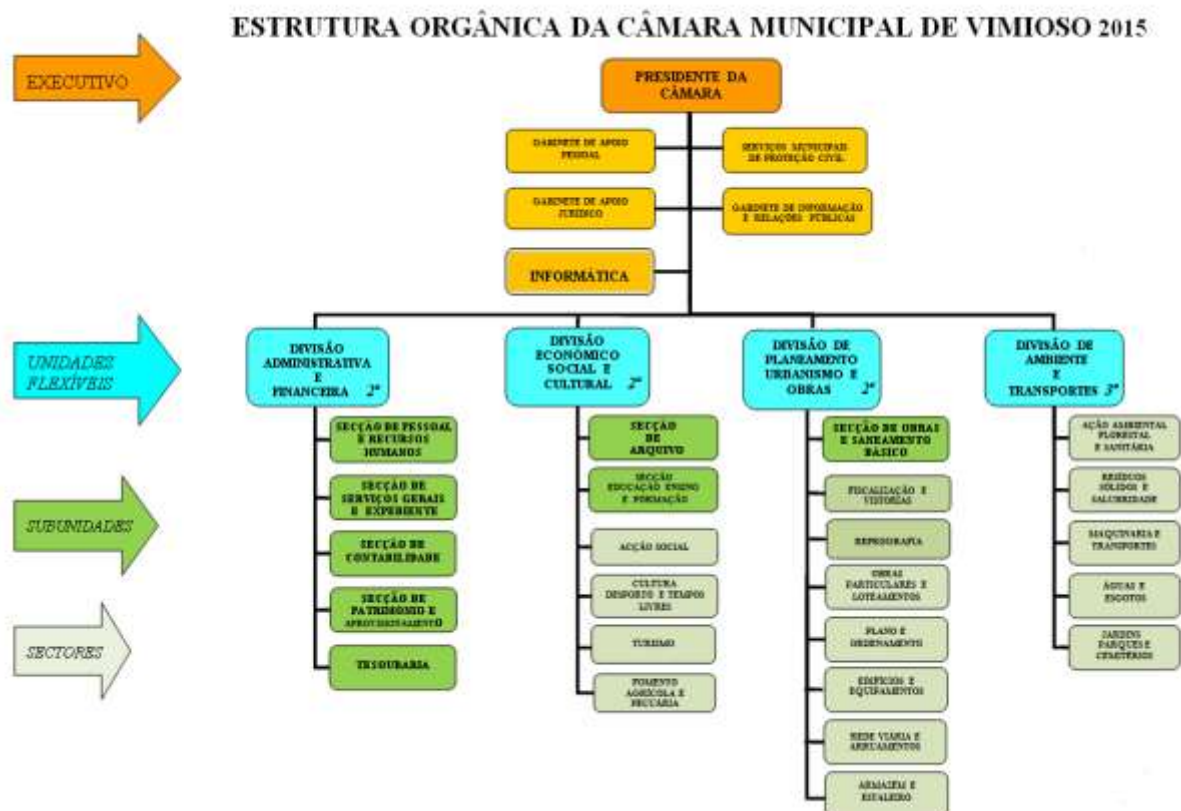 ESTRUTURA ORGÂNICA DA CÂMARA MUNICIPAL DE VIMIOSO 2015
EXECUTIVO
PRESIDENTE DA
CÂMARA
GABINETE DE APOIO
PESSOAL
SERVIÇOS MUNICIPAIS
DE PROTEÇÃO CIVIL
GABINETE DE APOIO
JURÍDICO
GABINETE DE INFORMAÇÃO
E RELAÇÕES PÚBLICAS
INFORMÁTICA
UNIDADES
FLEXÍVEIS
DIVISÃO
ADMINISTRATIVA
E
FINANCEIRA 2º
DIVISÃO
ECONÓMICO
SOCIAL E
CULTURAL 2º
DIVISÃO DE
PLANEAMENTO
URBANISMO E
OBRAS 2º
DIVISÃO DE
AMBIENTE
E
TRANSPORTES 3º
SUBUNIDADES
SECTORES
SECÇÃO DE PESSOAL
E RECURSOS
HUMANOS
SECÇÃO DE
SERVIÇOS GERAIS
E EXPEDIENTE
SECÇÃO DE
CONTABILIDADE
SECÇÃO DE
PATRIMONIO E
APROVISIONAMENTO
TESOURARIA
SECÇÃO
DE
ARQUIVO
SECÇÃO
EDUCAÇÃO ENSINO
E FORMAÇÃO
ACÇÃO SOCIAL
CULTURA
DESPORTO E TEMPOS
LIVRES
TURISMO
FOMENTO
AGRÍCOLA E
PECUÁRIA
SECÇÃO DE OBRAS
E SANEAMENTO
BÁSICO
FISCALIZAÇÃO E
VISTORIAS
REPROGRAFIA
OBRAS
PARTICULARES E
LOTEAMENTOS
PLANO E
ORDENAMENTO
EDIFÍCIOS E
EQUIPAMENTOS
REDE VIÁRIA E
ARRUAMENTOS
ARMAZÉM E
ESTALEIRO
AÇÃO AMBIENTAL
FLORESTAL
E SANITÁRIA
RESÍDUOS
SÓLIDOS E
SALUBRIDADE
MAQUINARIA E
TRANSPORTES
ÁGUAS E
ESGOTOS
JARDINS
PARQUES E
CEMITÉRIOS